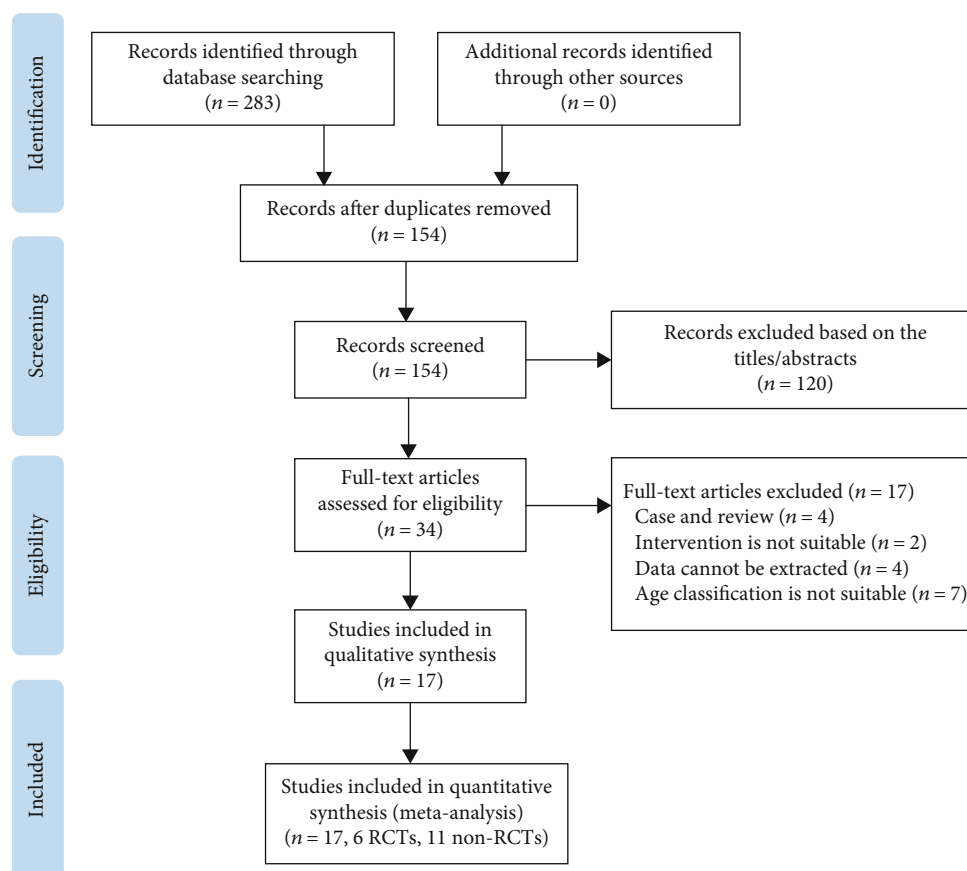 Identification
Records identified through
database searching
(n = 283)
Additional records identified
through other sources
(n = 0)
Records after duplicates removed
(n = 154)
Screening
Records screened
(n = 154)
Records excluded based on the
titles/abstracts
(n = 120)
Eligibility
Full-text articles
assessed for eligibility
(n = 34)
Full-text articles excluded (n = 17)
Case and review (n = 4)
Intervention is not suitable (n = 2)
Data cannot be extracted (n = 4)
Age classification is not suitable (n = 7)
Studies included in
qualitative synthesis
(n = 17)
Included
Studies included in quantitative
synthesis (meta-analysis)
(n = 17, 6 RCTs, 11 non-RCTs)